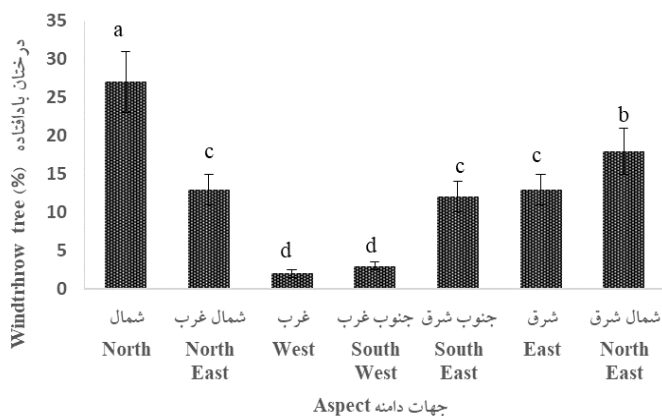 درختان بادافتاده Windtrhrow tree (%)
35
30
25
20
15
10
5
0
a
c
d
d
c
c
b
شمال
شمال غرب
غرب
جنوب غرب
جنوب شرق
شرق
شمال شرق
North
North East
West
South West
South East
East
North East
جهات دامنه Aspect